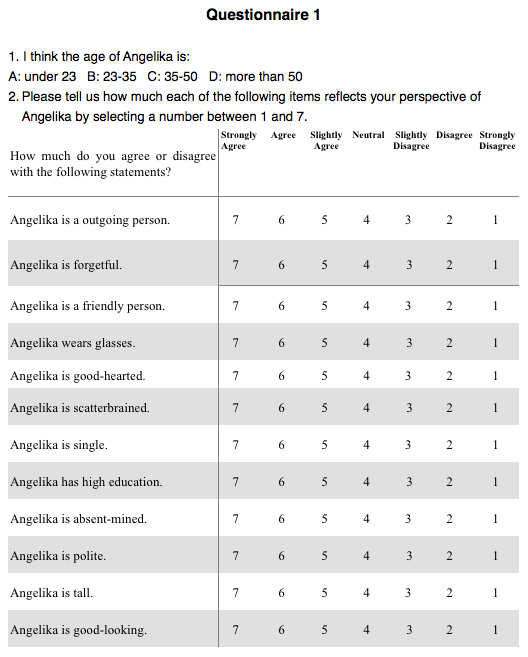 Questionnaire 1
1. I think the age of Angelika is:
A: under 23 B: 23-35 C: 35-50 D: more than 50
2. Please tell us how much each of the following items reflects your perspective of
Angelika by selecting a number between 1 and 7.
How much do you agree or disagree
with the following statements?
Strongly Agree Slightly Neutral Slightly Disagree Strongly
Agree Agree Disagree Disagree
Angelika is a outgoing person. 7 6 5 4 3 2 1
Angelika is forgetful. 7 6 5 4 3 2 1
Angelika is a friendly person. 7 6 5 4 3 2 1
Angelika wears glasses. 7 6 5 4 3 2 1
Angelika is good-hearted. 7 6 5 4 3 2 1
Angelika is scatterbrained. 7 6 5 4 3 2 1
Angelika is single. 7 6 5 4 3 2 1
Angelika has high education. 7 6 5 4 3 2 1
Angelika is absent-mined. 7 6 5 4 3 2 1
Angelika is polite. 7 6 5 4 3 2 1
Angelika is tall. 7 6 5 4 3 2 1
Angelika is good-looking. 7 6 5 4 3 2 1